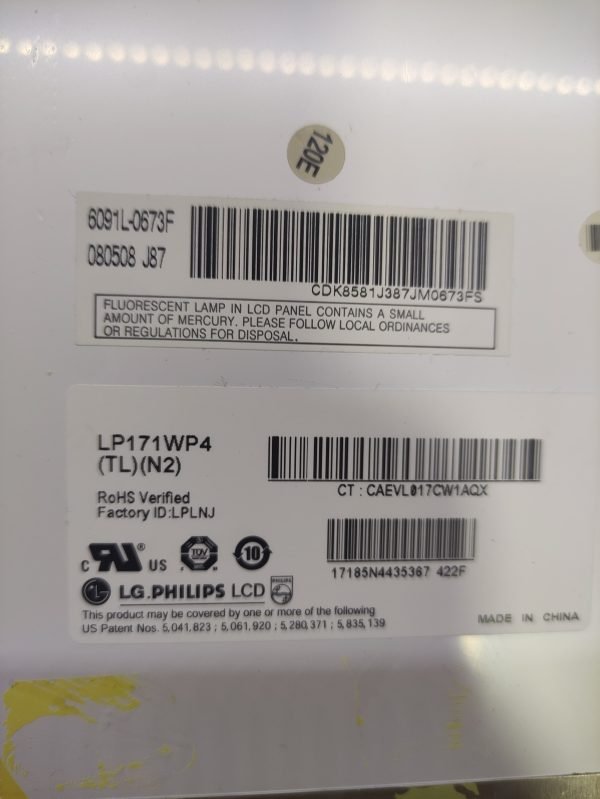 120E
6091L-0673F
080508 J87
CDK8581J387JM0673FS
FLUORESCENT LAMP IN LCD PANEL CONTAINS A SMALL
AMOUNT OF MERCURY. PLEASE FOLLOW LOCAL ORDINANCES
OR REGULATIONS FOR DISPOSAL.
LP171WP4
(TL)(N2)
RoHS Verified
Factory ID:LPLNJ
CT : CAEVL017CW1AQX
c RU® US TÜV 10
17185N4435367 422F
LG.PHILIPS LCD PHILIPS
This product may be covered by one or more of the following
US Patent Nos. 5,041,823 ; 5,061,920 ; 5,280,371 ; 5,835,139
MADE IN CHINA